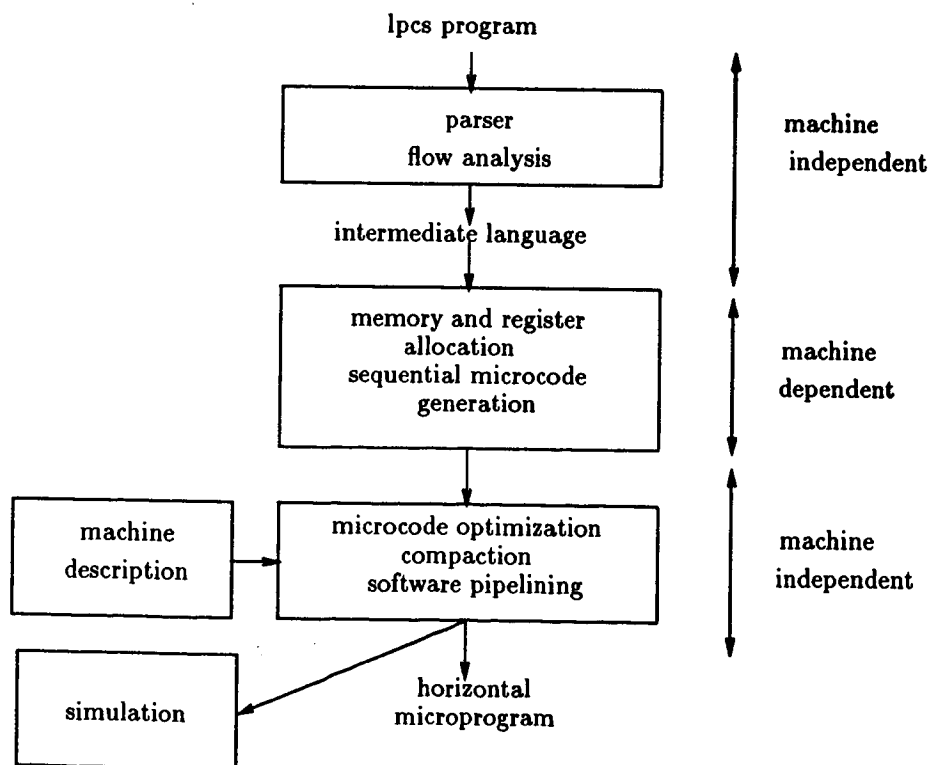 lpcs program
parser
flow analysis
machine
independent
intermediate language
memory and register
allocation
sequential microcode
generation
machine
dependent
machine
description
microcode optimization
compaction
software pipelining
machine
independent
simulation
horizontal
microprogram